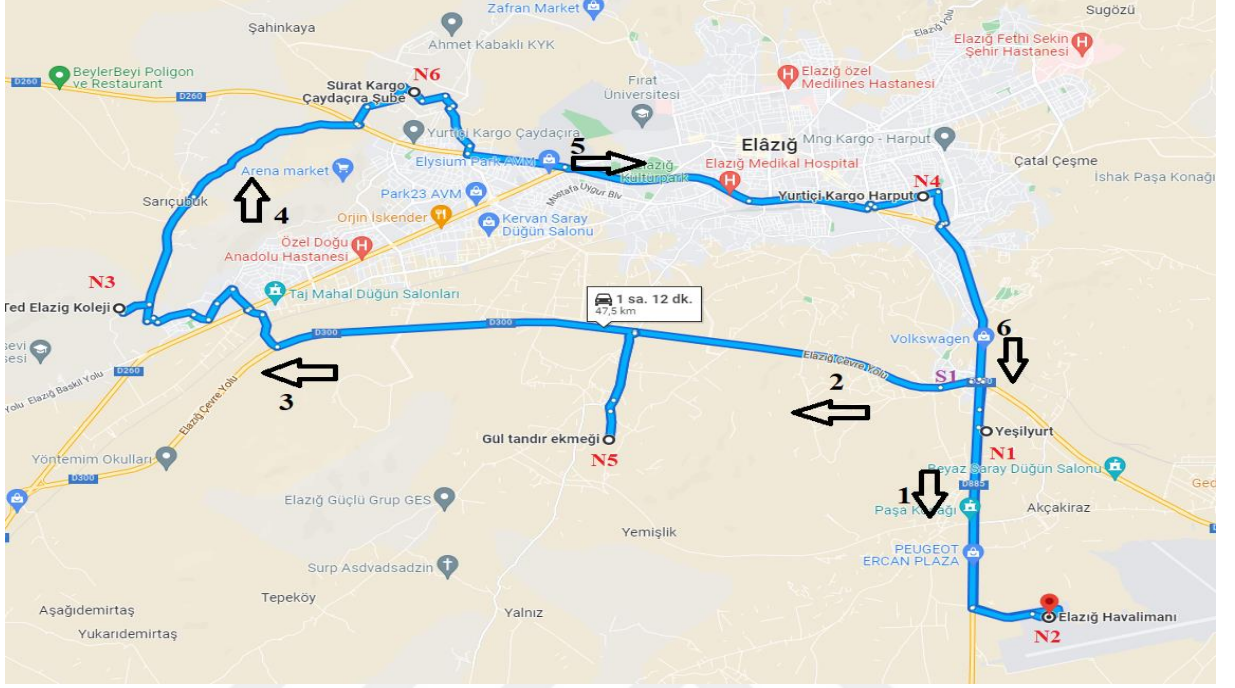 Zafran Market
Sugözü
Şahinkaya
Ahmet Kabaklı KYK
Elazığ Yolu
Elazığ Fethi Sekin
Şehir Hastanesi
BeylerBeyi Poligon
ve Restaurant
D260
D260
Sürat Kargo
Çaydaçıra Şube
N6
Fırat
Üniversitesi
Elazığ özel
Medilines Hastanesi
Yurtiçi Kargo Çaydaçıra
Elâzığ
Mng Kargo - Harput
5
Elysium Park AVM
Elazığ
Kültürpark
Elazığ Medikal Hospital
Çatal Çeşme
İshak Paşa Konağı
Arena market
Park23 AVM
Mustafa Uygur Blv
Yurtiçi Kargo Harput
N4
Sarıçubuk
4
Orjin İskender
Kervan Saray
Düğün Salonu
Özel Doğu
Anadolu Hastanesi
N3
Ted Elazig Koleji
Taj Mahal Düğün Salonları
1 sa. 12 dk.
47,5 km
D300
D300
Volkswagen
6
Elazığ Çevre Yolu
S1
D260
Yolu
Elazığ Baskil Yolu
3
2
Elazığ Çevre Yolu
Gül tandır ekmeği
N5
Yeşilyurt
N1
Yöntemim Okulları
D300
Beyaz Saray Düğün Salonu
D885
Elazığ Güçlü Grup GES
1
Paşa Konağı
Akçakiraz
Yemişlik
PEUGEOT
ERCAN PLAZA
Surp Asdvadsadzin
Tepeköy
Aşağıdemirtaş
Yalnız
Elazığ Havalimanı
Yukarıdemirtaş
N2